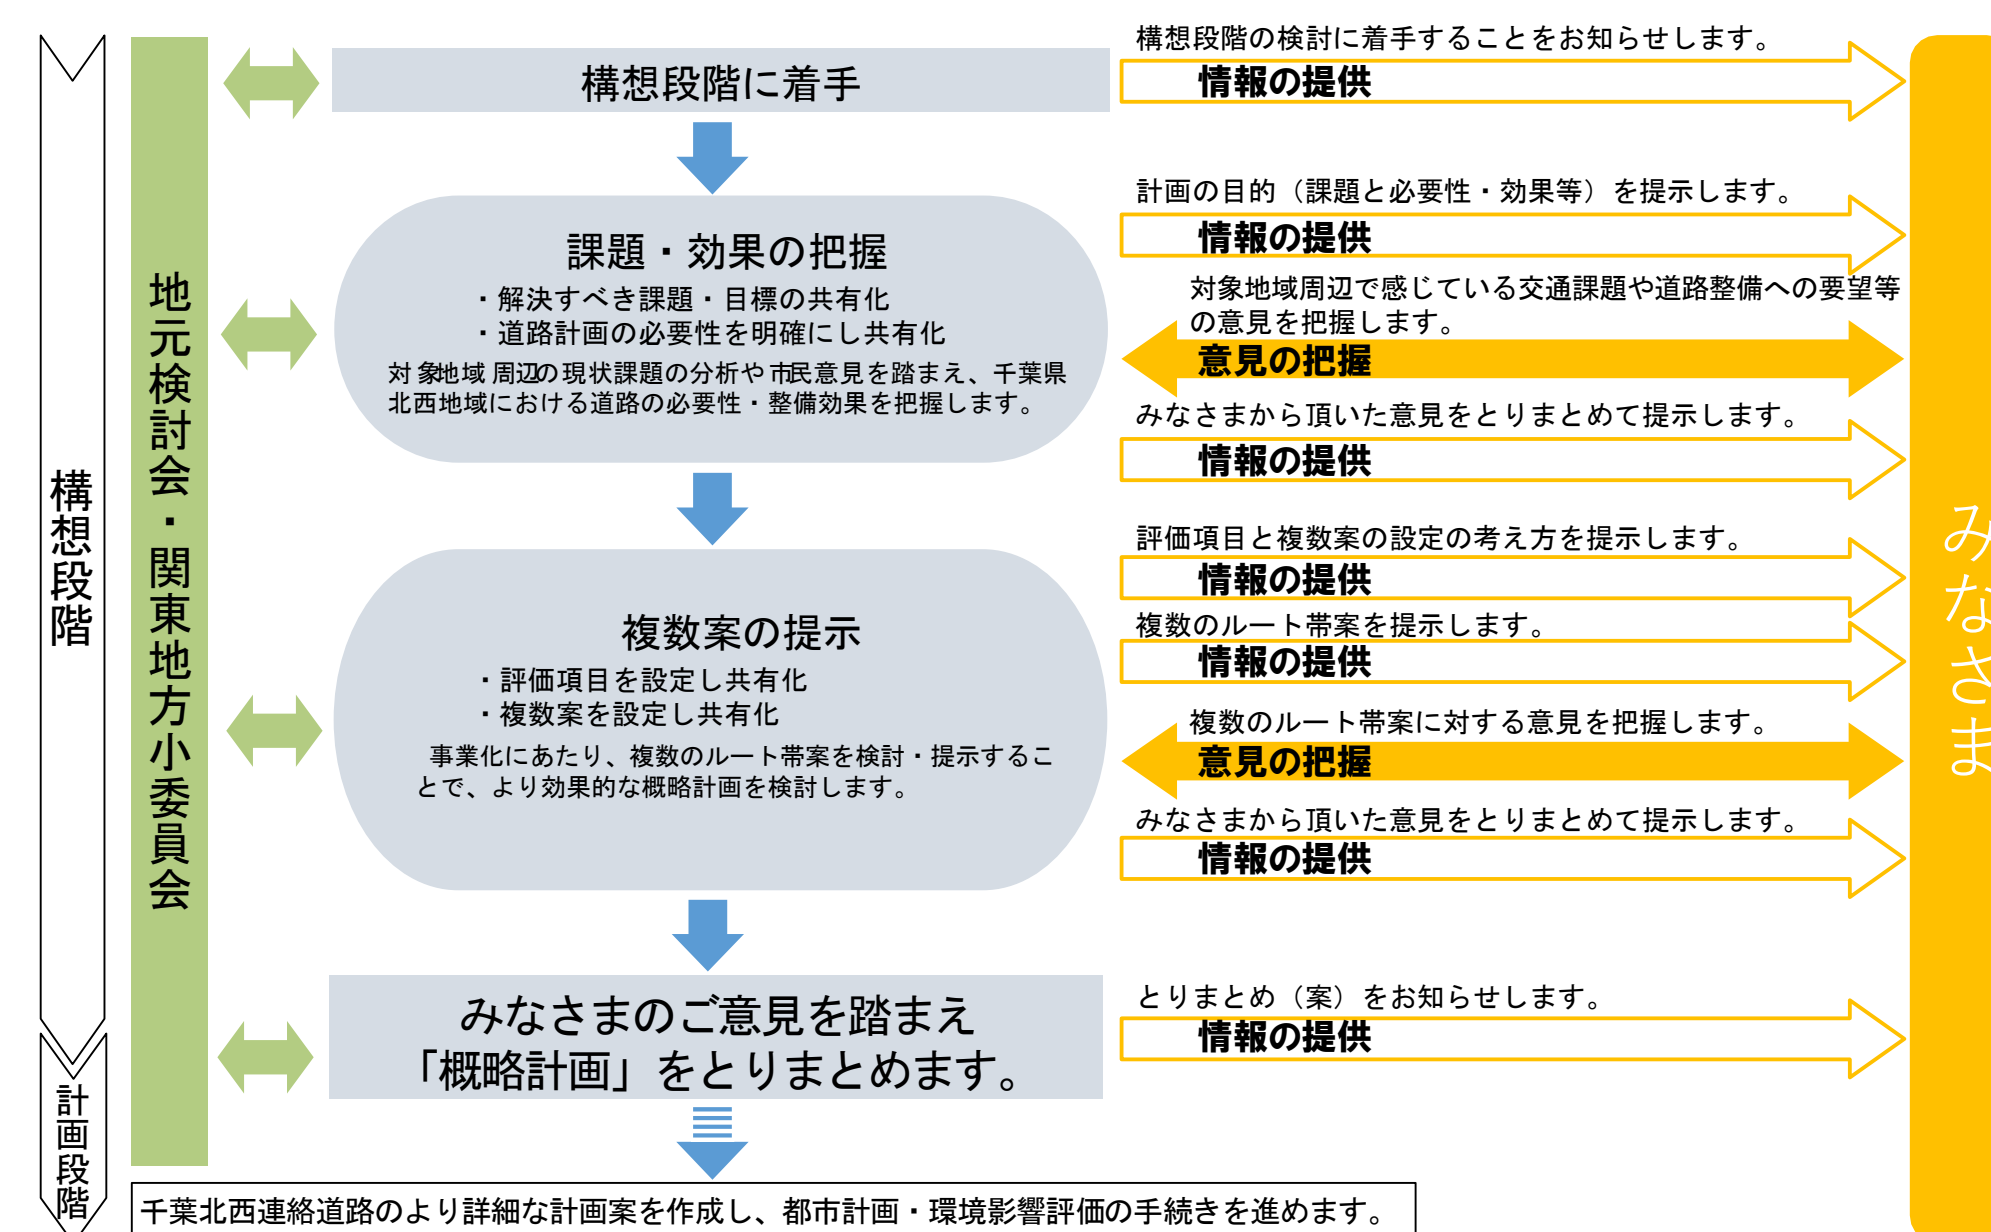 構想段階
計画段階
地元検討会・関東地方小委員会
構想段階に着手
構想段階の検討に着手することをお知らせします。
情報の提供
課題・効果の把握
・解決すべき課題・目標の共有化
・道路計画の必要性を明確にし共有化
対象地域周辺の現状課題の分析や市民意見を踏まえ、千葉県
北西地域における道路の必要性・整備効果を把握します。
計画の目的（課題と必要性・効果等）を提示します。
情報の提供
対象地域周辺で感じている交通課題や道路整備への要望等
の意見を把握します。
意見の把握
みなさまから頂いた意見をとりまとめて提示します。
情報の提供
複数案の提示
・評価項目を設定し共有化
・複数案を設定し共有化
事業化にあたり、複数のルート帯案を検討・提示するこ
とで、より効果的な概略計画を検討します。
評価項目と複数案の設定の考え方を提示します。
情報の提供
複数のルート帯案を提示します。
情報の提供
複数のルート帯案に対する意見を把握します。
意見の把握
みなさまから頂いた意見をとりまとめて提示します。
情報の提供
みなさまのご意見を踏まえ
「概略計画」をとりまとめます。
とりまとめ（案）をお知らせします。
情報の提供
みなさま
千葉北西連絡道路のより詳細な計画案を作成し、都市計画・環境影響評価の手続きを進めます。